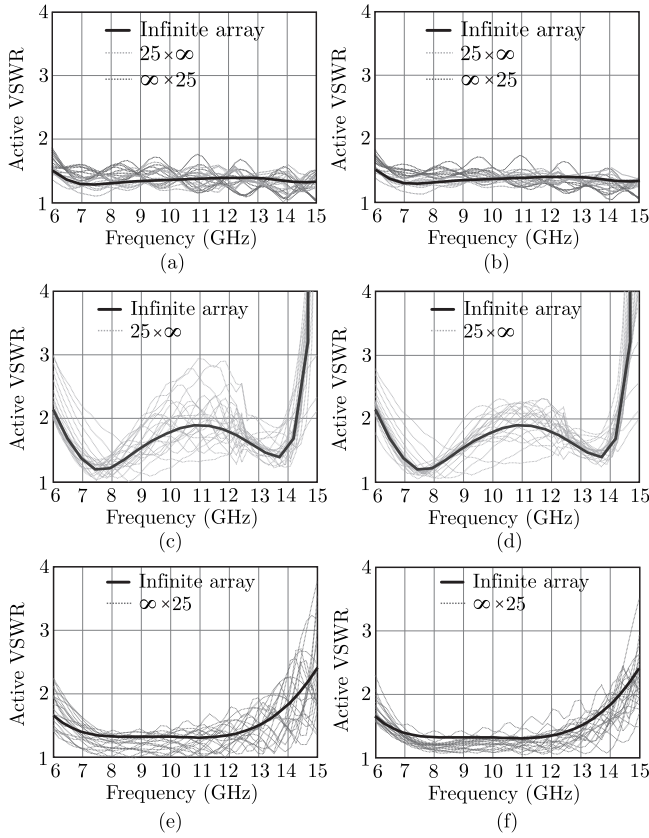 4
3
2
1
Active VSWR
Infinite array
25×∞
∞×25
6 7 8 9 10 11 12 13 14 15
Frequency (GHz)
(a)
4
3
2
1
Active VSWR
Infinite array
25×∞
∞×25
6 7 8 9 10 11 12 13 14 15
Frequency (GHz)
(b)
4
3
2
1
Active VSWR
Infinite array
25×∞
6 7 8 9 10 11 12 13 14 15
Frequency (GHz)
(c)
4
3
2
1
Active VSWR
Infinite array
25×∞
6 7 8 9 10 11 12 13 14 15
Frequency (GHz)
(d)
4
3
2
1
Active VSWR
Infinite array
∞×25
6 7 8 9 10 11 12 13 14 15
Frequency (GHz)
(e)
4
3
2
1
Active VSWR
Infinite array
∞×25
6 7 8 9 10 11 12 13 14 15
Frequency (GHz)
(f)